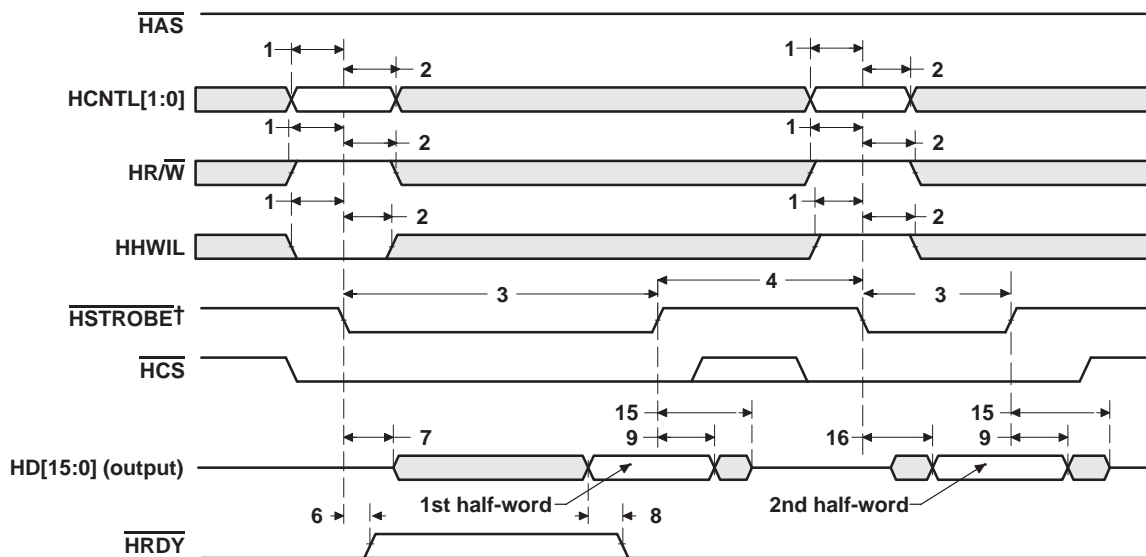 HAS
1 1
2 2
HCNTL[1:0]
1 1
2 2
HR/W
1 1
2 2
HHWIL
4
3 3
HSTROBE†
HCS
15 15
7 9 16 9
HD[15:0] (output)
1st half-word 2nd half-word
6 8
HRDY